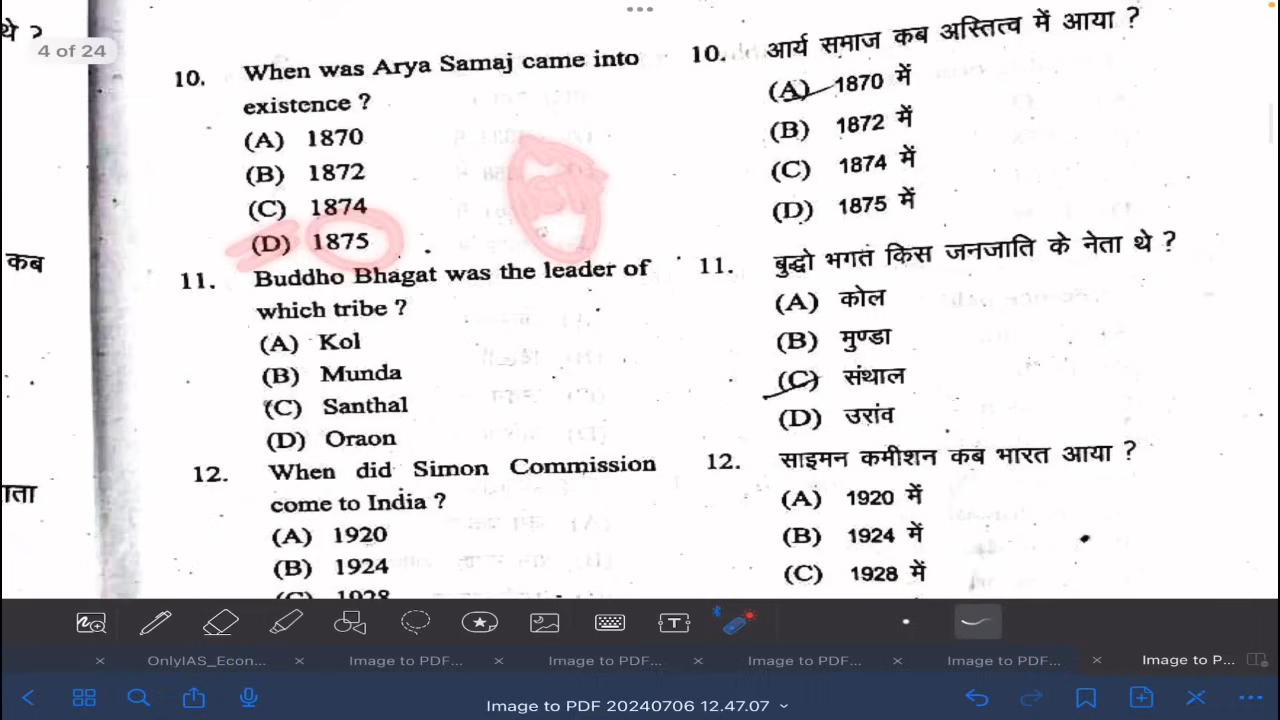 थे ?
4 of 24
कब
ाता
10. When was Arya Samaj came into
existence ?
(A) 1870
(B) 1872
(C) 1874
(D) 1875
11. Buddho Bhagat was the leader of
which tribe ?
(A) Kol
(B) Munda
(C) Santhal
(D) Oraon
12. When did Simon Commission
come to India ?
(A) 1920
(B) 1924
(C) 1928
10. आर्य समाज कब अस्तित्व में आया ?
(A) 1870 में
(B) 1872 में
(C) 1874 में
(D) 1875 में
11. बुद्धो भगत किस जनजाति के नेता थे ?
(A) कोल
(B) मुण्डा
(C) संथाल
(D) उरांव
12. साइमन कमीशन कब भारत आया ?
(A) 1920 में
(B) 1924 में
(C) 1928 में
OnlyIAS_Econ...
Image to PDF...
Image to PDF...
Image to PDF...
Image to PDF...
Image to P...
Image to PDF 20240706 12.47.07